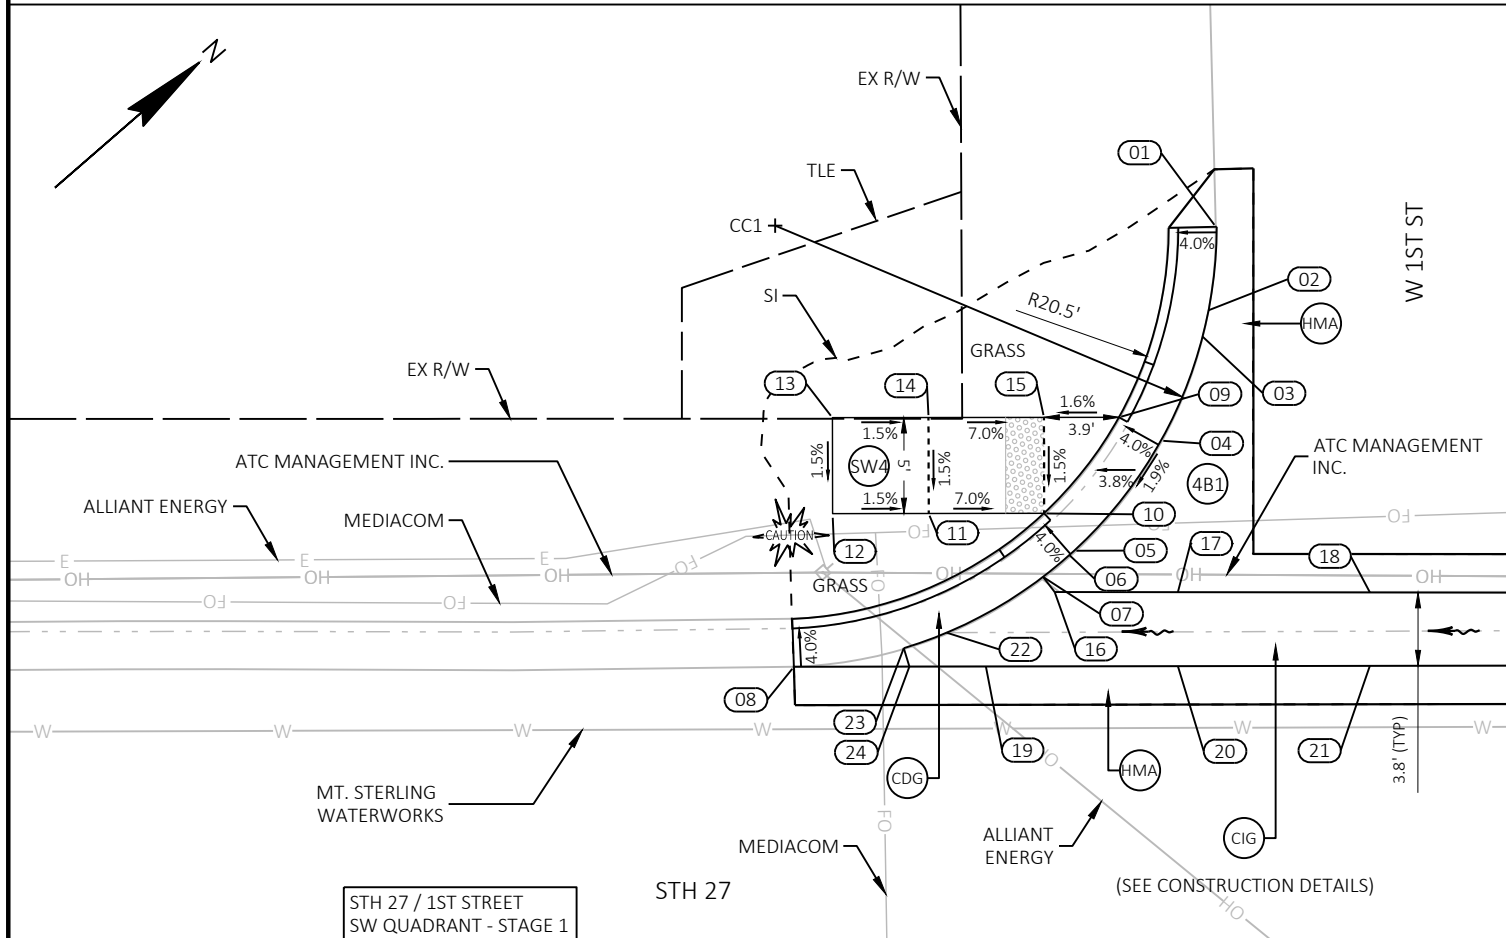 N
EX R/W
01
TLE
CC1
W 1ST ST
4.0%
02
SI
R20.5'
HMA
GRASS
EX R/W
13
14
15
1.6%
09
03
3.9'
1.5%
7.0%
4.0%
04
ATC MANAGEMENT
INC.
ATC MANAGEMENT INC.
1.5%
SW4
5'
1.5%
1.5%
3.8%
1.9%
4B1
ALLIANT ENERGY
1.5%
7.0%
MEDIACOM
10
FO
CAUTION
12
11
FO
FO
4.0%
05
17
18
E
E
E
OH
OH
FO
FO
OH
OH
OH
GRASS
06
FO
FO
07
4.0%
22
16
08
23
24
19
20
21
3.8' (TYP)
W
W
W
W
W
W
W
OH
CDG
HMA
MT. STERLING
WATERWORKS
FO
CIG
MEDIACOM
ALLIANT
ENERGY
STH 27
(SEE CONSTRUCTION DETAILS)
OH
STH 27 / 1ST STREET
SW QUADRANT - STAGE 1